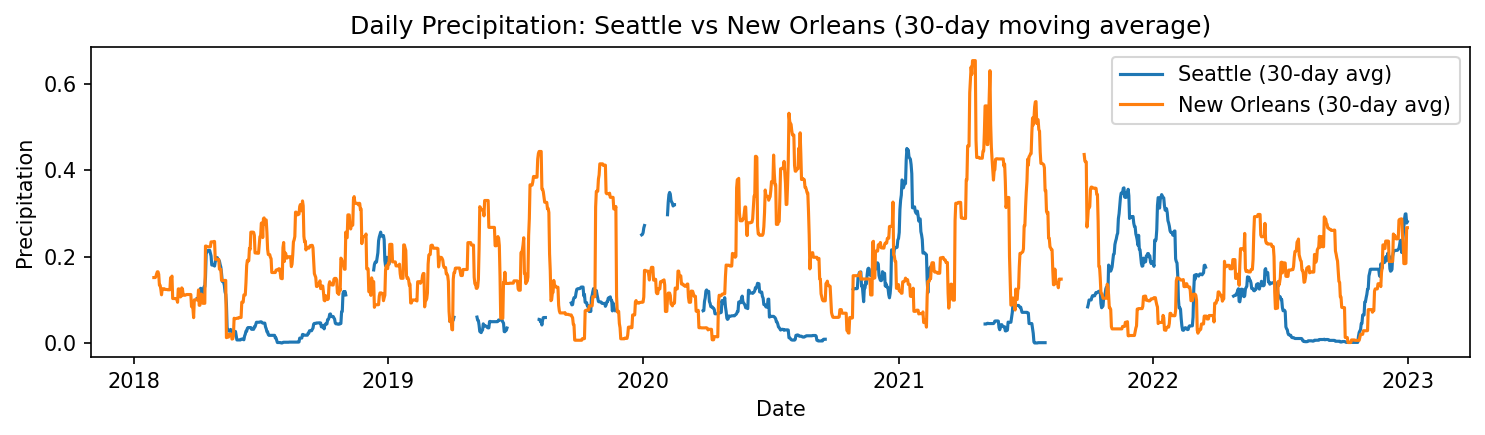 Daily Precipitation: Seattle vs New Orleans (30-day moving average)
Seattle (30-day avg)
New Orleans (30-day avg)
Precipitation
0.6
0.4
0.2
0.0
2018 2019 2020 2021 2022 2023
Date